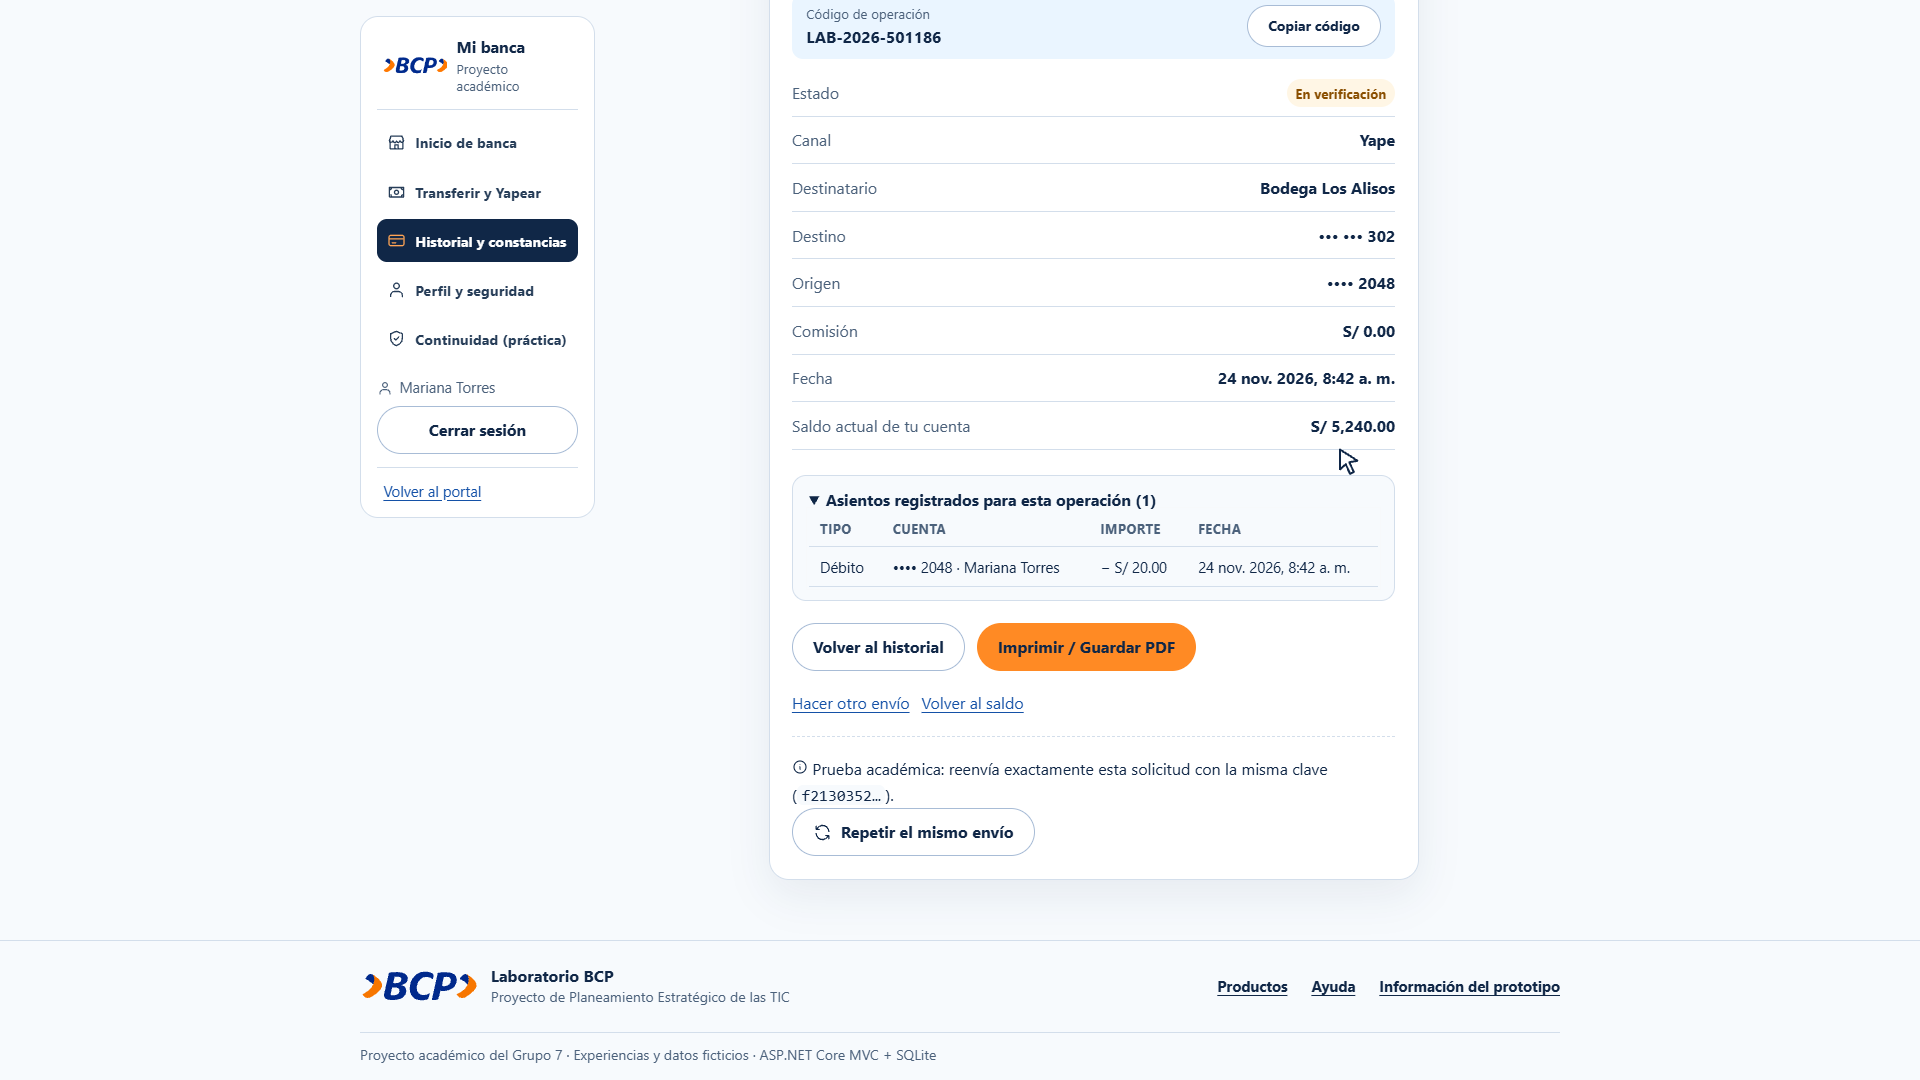 BCP
Mi banca
Proyecto
académico
Inicio de banca
Transferir y Yapear
Historial y constancias
Perfil y seguridad
Continuidad (práctica)
Mariana Torres
Cerrar sesión
Volver al portal
Código de operación
LAB-2026-501186
Copiar código
Estado
En verificación
Canal
Yape
Destinatario
Bodega Los Alisos
Destino
••• ••• 302
Origen
•••• 2048
Comisión
S/ 0.00
Fecha
24 nov. 2026, 8:42 a. m.
Saldo actual de tu cuenta
S/ 5,240.00
▼ Asientos registrados para esta operación (1)
TIPO CUENTA IMPORTE FECHA
Débito •••• 2048 · Mariana Torres − S/ 20.00 24 nov. 2026, 8:42 a. m.
Volver al historial
Imprimir / Guardar PDF
Hacer otro envío Volver al saldo
Prueba académica: reenvía exactamente esta solicitud con la misma clave
( f2130352… ).
Repetir el mismo envío
BCP
Laboratorio BCP
Proyecto de Planeamiento Estratégico de las TIC
Productos Ayuda Información del prototipo
Proyecto académico del Grupo 7 · Experiencias y datos ficticios · ASP.NET Core MVC + SQLite